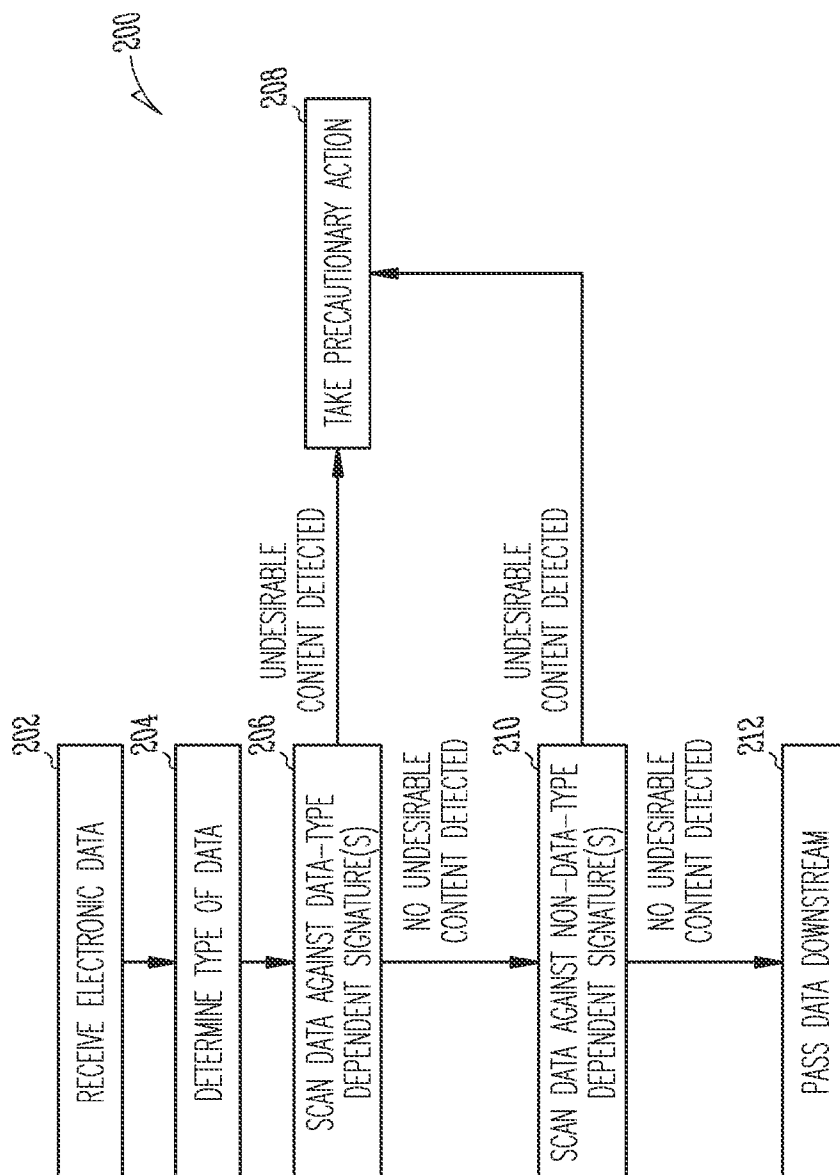 200
202
RECEIVE ELECTRONIC DATA
204
DETERMINE TYPE OF DATA
206
SCAN DATA AGAINST DATA-TYPE
DEPENDENT SIGNATURE(S)
UNDESIRABLE
CONTENT DETECTED
208
TAKE PRECAUTIONARY ACTION
NO UNDESIRABLE
CONTENT DETECTED
210
SCAN DATA AGAINST NON-DATA-TYPE
DEPENDENT SIGNATURE(S)
UNDESIRABLE
CONTENT DETECTED
NO UNDESIRABLE
CONTENT DETECTED
212
PASS DATA DOWNSTREAM